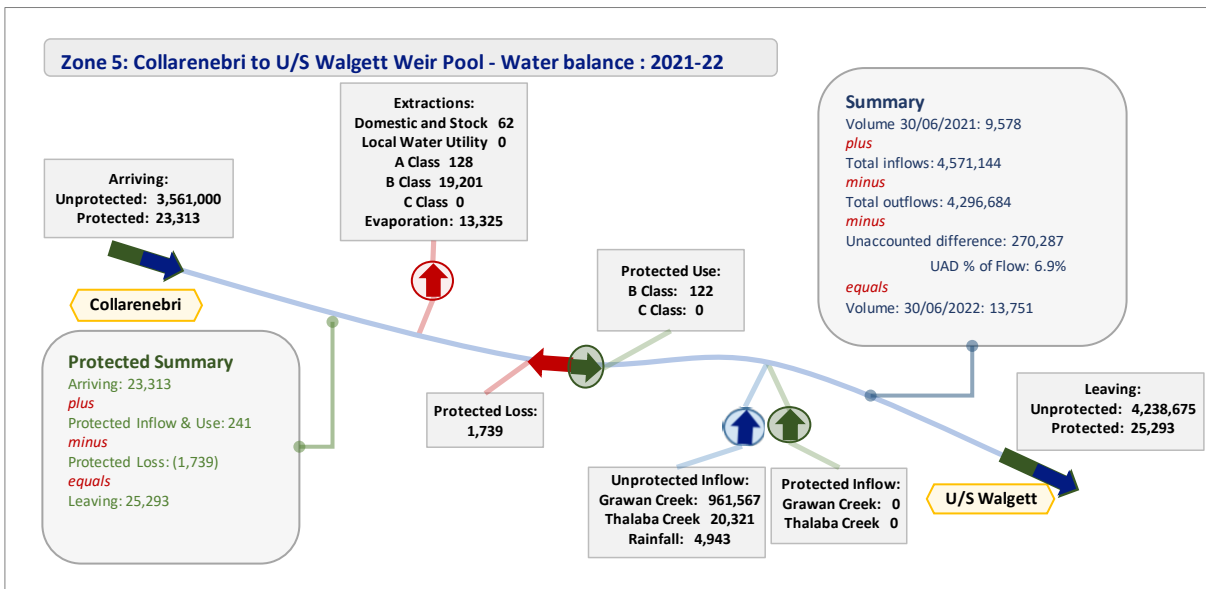 Zone 5: Collarenebri to U/S Walgett Weir Pool - Water balance : 2021-22
Arriving:
Unprotected: 3,561,000
Protected: 23,313
Collarenebri
Extractions:
Domestic and Stock 62
Local Water Utility 0
A Class 128
B Class 19,201
C Class 0
Evaporation: 13,325
Protected Use:
B Class: 122
C Class: 0
Summary
Volume 30/06/2021: 9,578
plus
Total inflows: 4,571,144
minus
Total outflows: 4,296,684
minus
Unaccounted difference: 270,287
UAD % of Flow: 6.9%
equals
Volume: 30/06/2022: 13,751
Protected Summary
Arriving: 23,313
plus
Protected Inflow & Use: 241
minus
Protected Loss: (1,739)
equals
Leaving: 25,293
Protected Loss:
1,739
Unprotected Inflow:
Grawan Creek: 961,567
Thalaba Creek 20,321
Rainfall: 4,943
Protected Inflow:
Grawan Creek: 0
Thalaba Creek 0
Leaving:
Unprotected: 4,238,675
Protected: 25,293
U/S Walgett